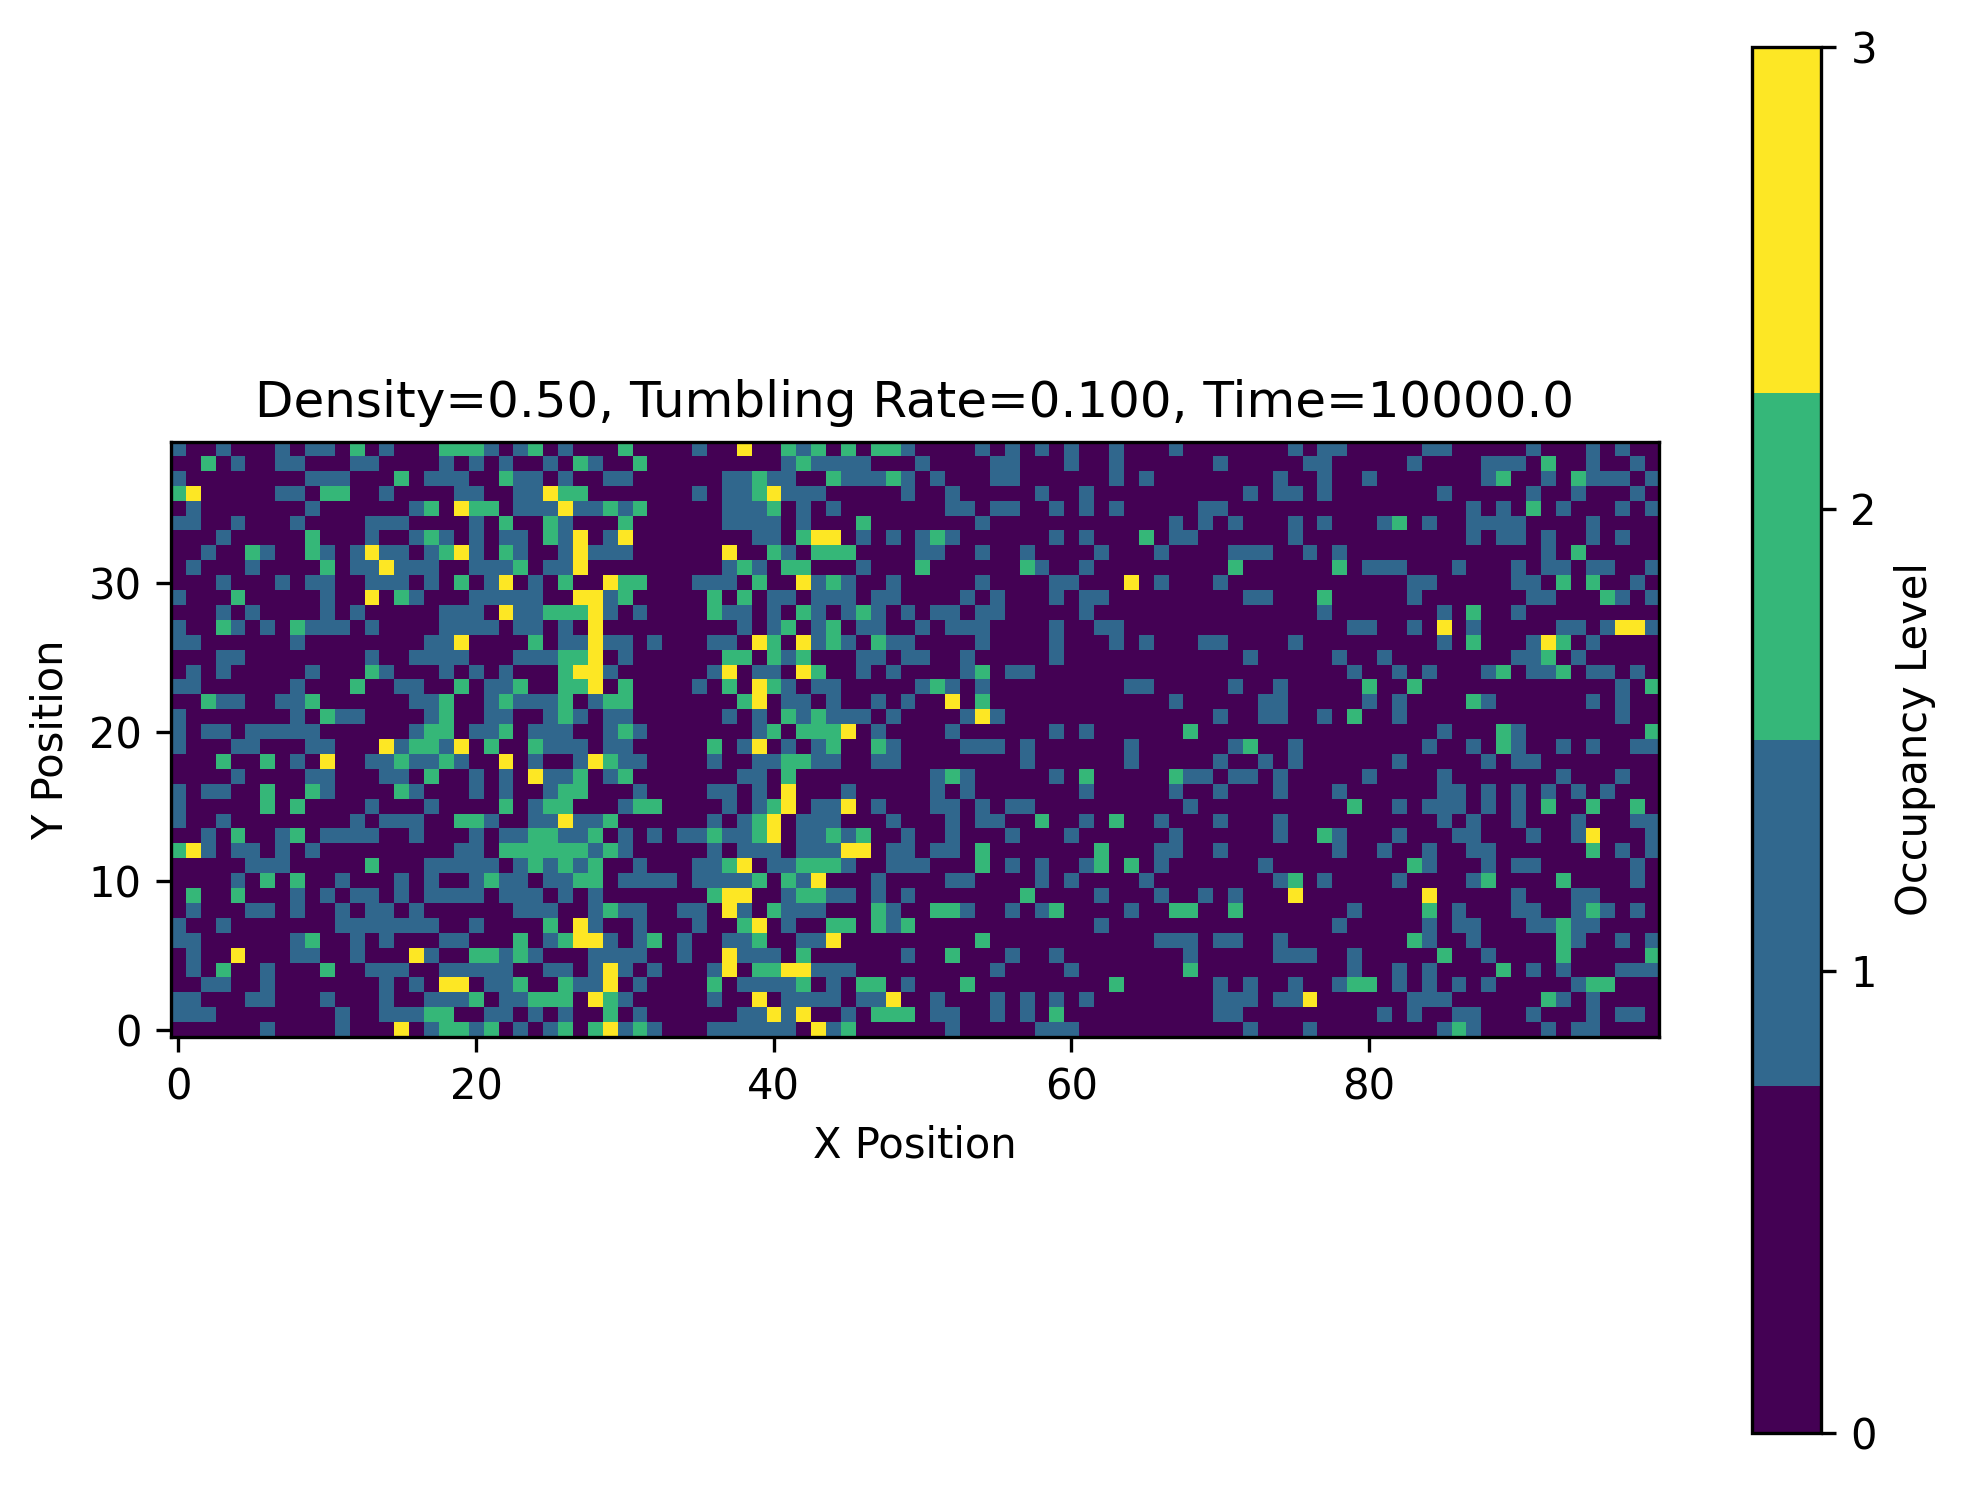 Density=0.50, Tumbling Rate=0.100, Time=10000.0
Y Position
30
20
10
0
0 20 40 60 80
X Position
3
2
1
0
Occupancy Level